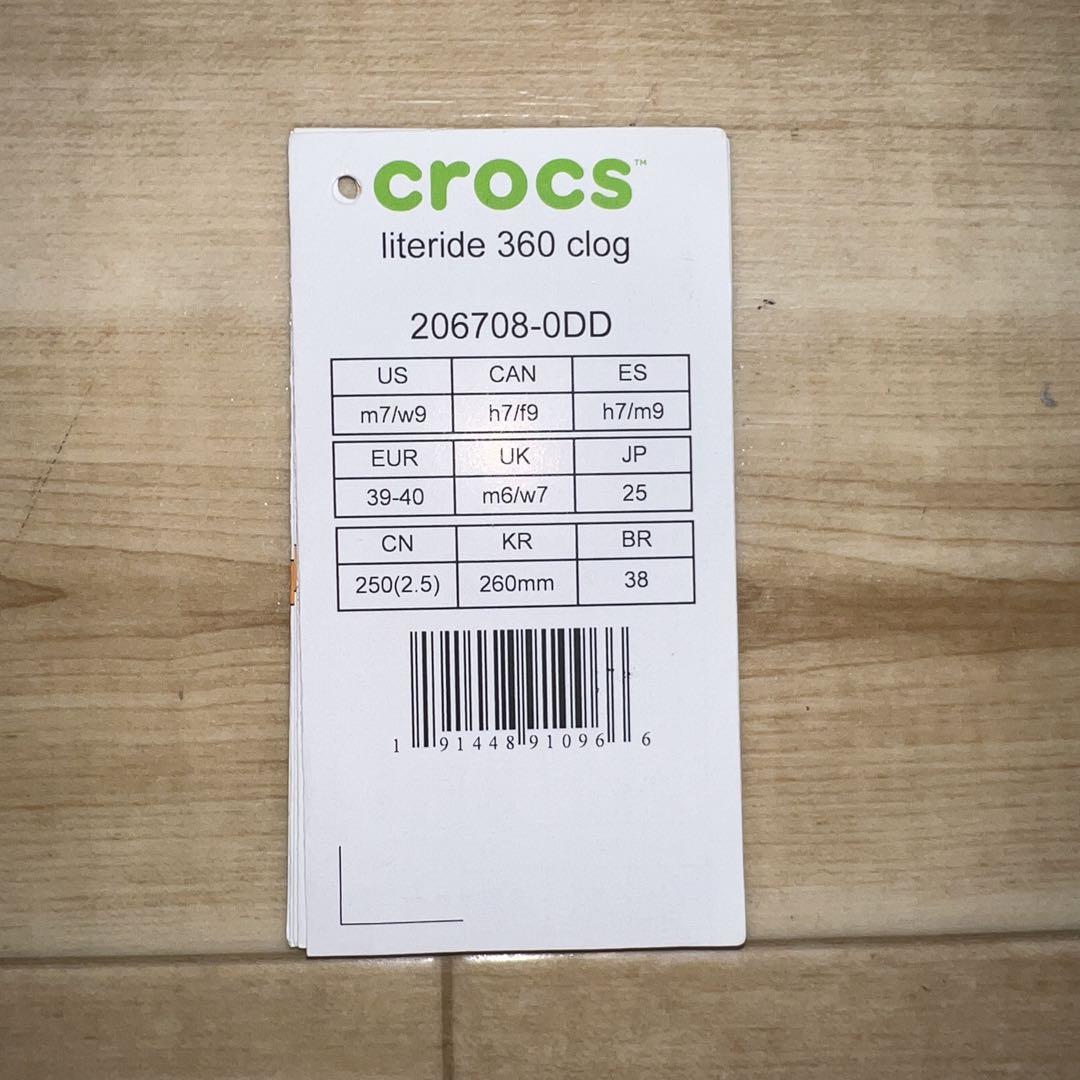 crocs™
literide 360 clog
206708-0DD
US CAN ES
m7/w9 h7/f9 h7/m9
EUR UK JP
39-40 m6/w7 25
CN KR BR
250(2.5) 260mm 38
1 91448 91096 6